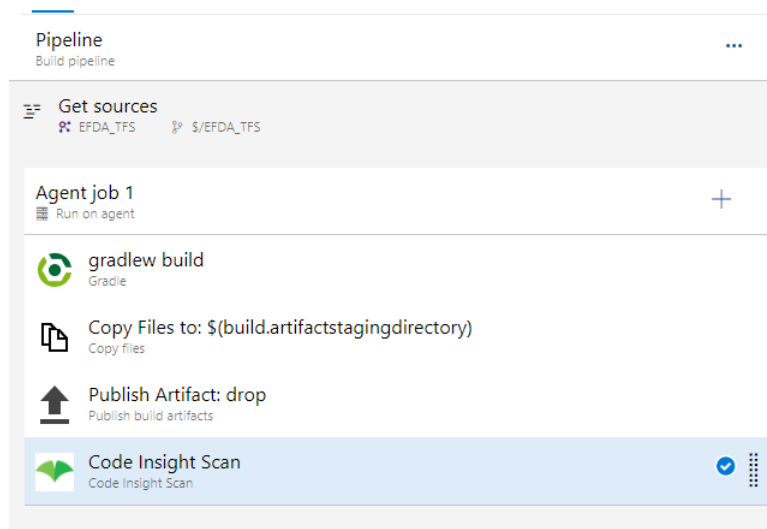 Pipeline
Build pipeline
Get sources
EFDA_TFS $/EFDA_TFS
Agent job 1
Run on agent
gradlew build
Gradle
Copy Files to: $(build.artifactstagingdirectory)
Copy files
Publish Artifact: drop
Publish build artifacts
Code Insight Scan
Code Insight Scan